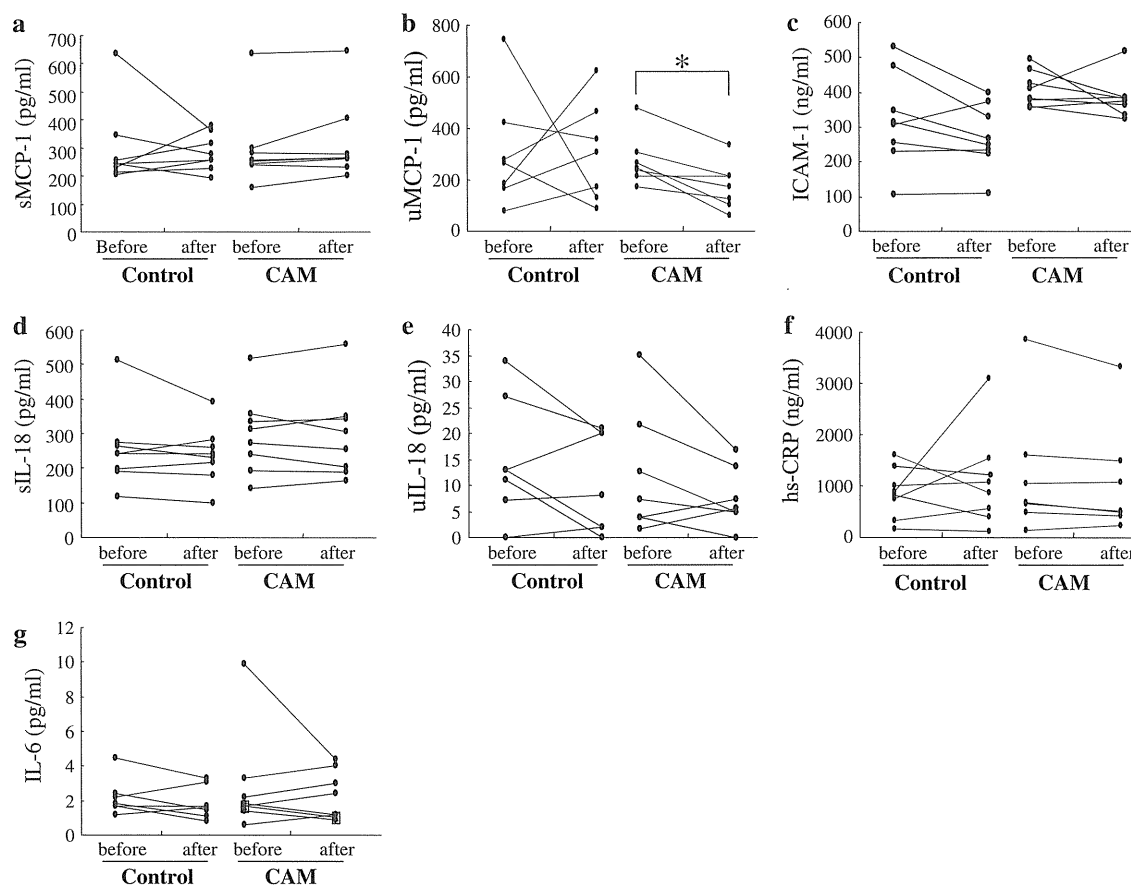 a
sMCP-1 (pg/ml)
700
600
500
400
300
200
100
0
Before after before after
Control CAM
b
uMCP-1 (pg/ml)
800
600
400
200
0
*
before after before after
Control CAM
c
ICAM-1 (ng/ml)
600
500
400
300
200
100
0
before after before after
Control CAM
d
sIL-18 (pg/ml)
600
500
400
300
200
100
0
before after before after
Control CAM
e
uIL-18 (pg/ml)
40
35
30
25
20
15
10
5
0
before after before after
Control CAM
f
hs-CRP (ng/ml)
4000
3000
2000
1000
0
before after before after
Control CAM
g
IL-6 (pg/ml)
12
10
8
6
4
2
0
before after before after
Control CAM